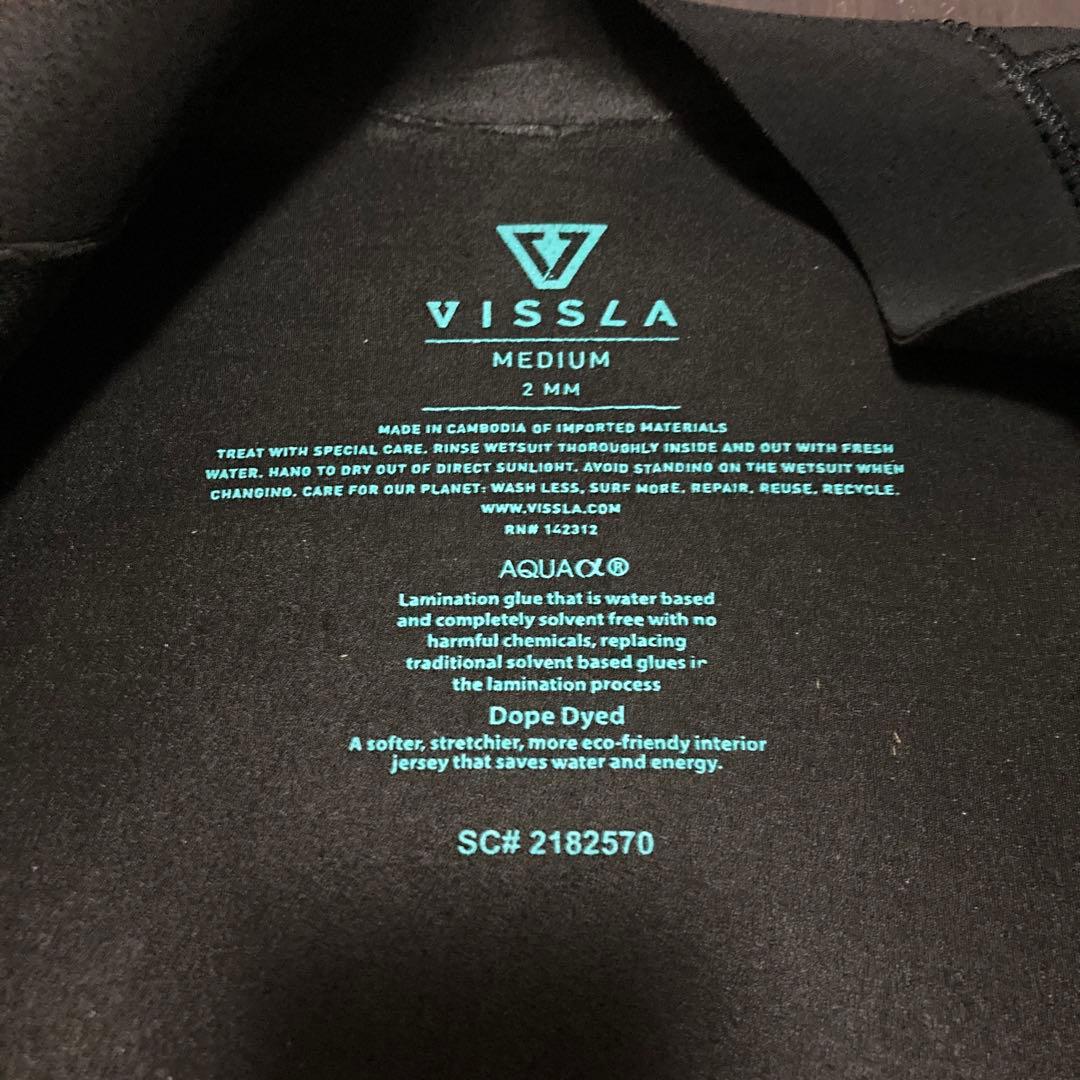 VISSLA
MEDIUM
2 MM
MADE IN CAMBODIA OF IMPORTED MATERIALS
TREAT WITH SPECIAL CARE. RINSE WETSUIT THOROUGHLY INSIDE AND OUT WITH FRESH
WATER. HANG TO DRY OUT OF DIRECT SUNLIGHT. AVOID STANDING ON THE WETSUIT WHEN
CHANGING. CARE FOR OUR PLANET: WASH LESS, SURF MORE. REPAIR. REUSE. RECYCLE.
WWW.VISSLA.COM
RN# 142312
AQUAα®
Lamination glue that is water based
and completely solvent free with no
harmful chemicals, replacing
traditional solvent based glues in
the lamination process
Dope Dyed
A softer, stretchier, more eco-friendly interior
jersey that saves water and energy.
SC# 2182570